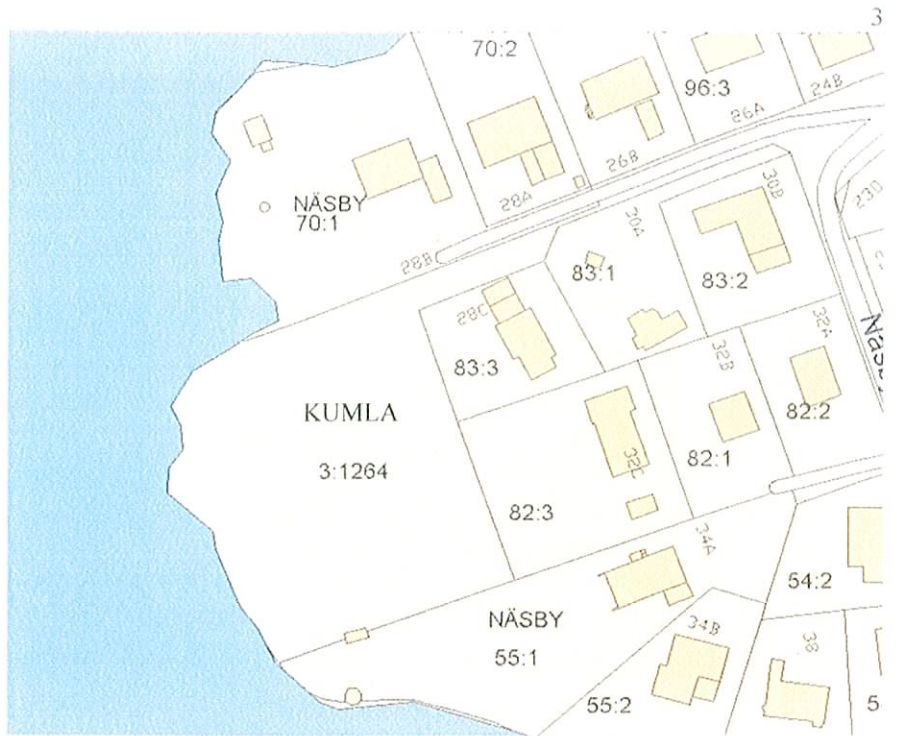 3
70:2
96:3
24B
26A
26B
28A
NÄSBY
70:1
23D
30B
30A
28B
83:1
83:2
28C
83:3
32A
32B
KUMLA
82:2
3:1264
82:1
32C
82:3
34A
54:2
NÄSBY
34B
38
55:1
55:2
5